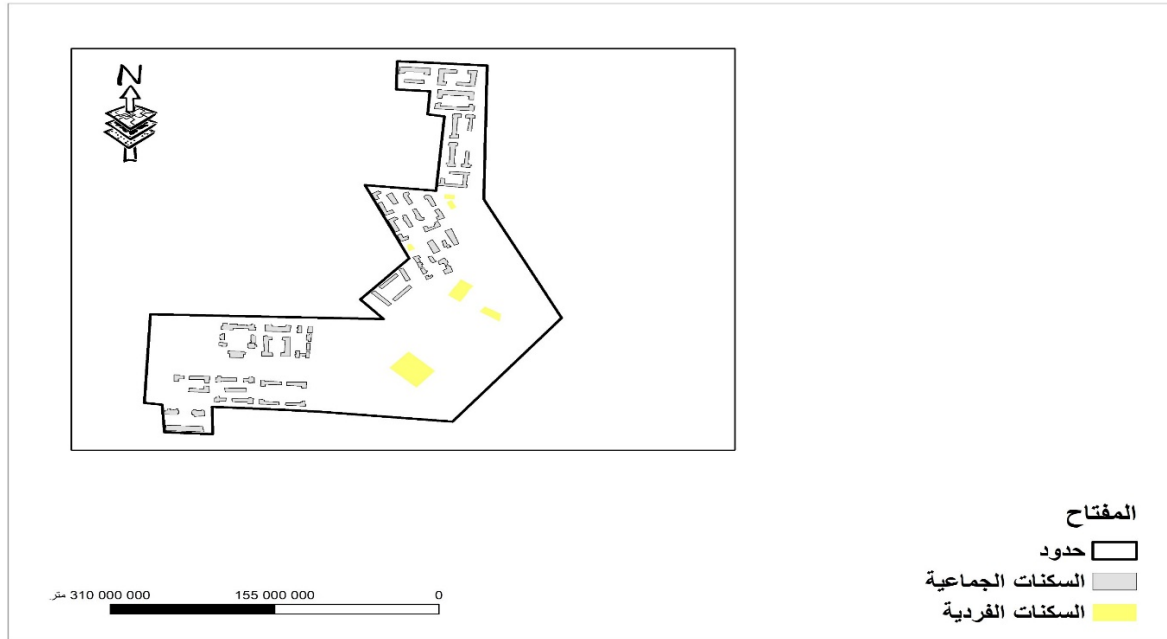 N
المفتاح
حدود
السكنات الجماعية
السكنات الفردية
310 000 000 155 000 000 0 متر